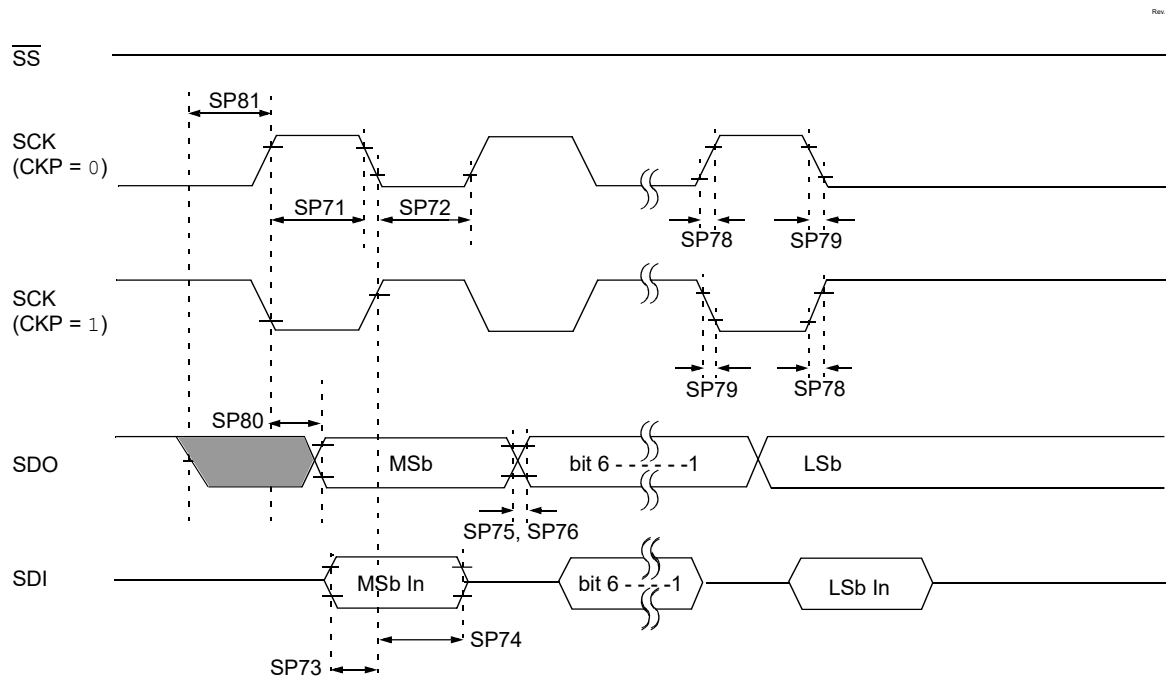 Rev.
SS
SP81
SCK
(CKP = 0)
SP71
SP72
SP78
SP79
SCK
(CKP = 1)
SP79
SP78
SP80
SDO
MSb
bit 6 - - - - - -1
LSb
SP75, SP76
SDI
MSb In
bit 6 - - - - -1
LSb In
SP74
SP73